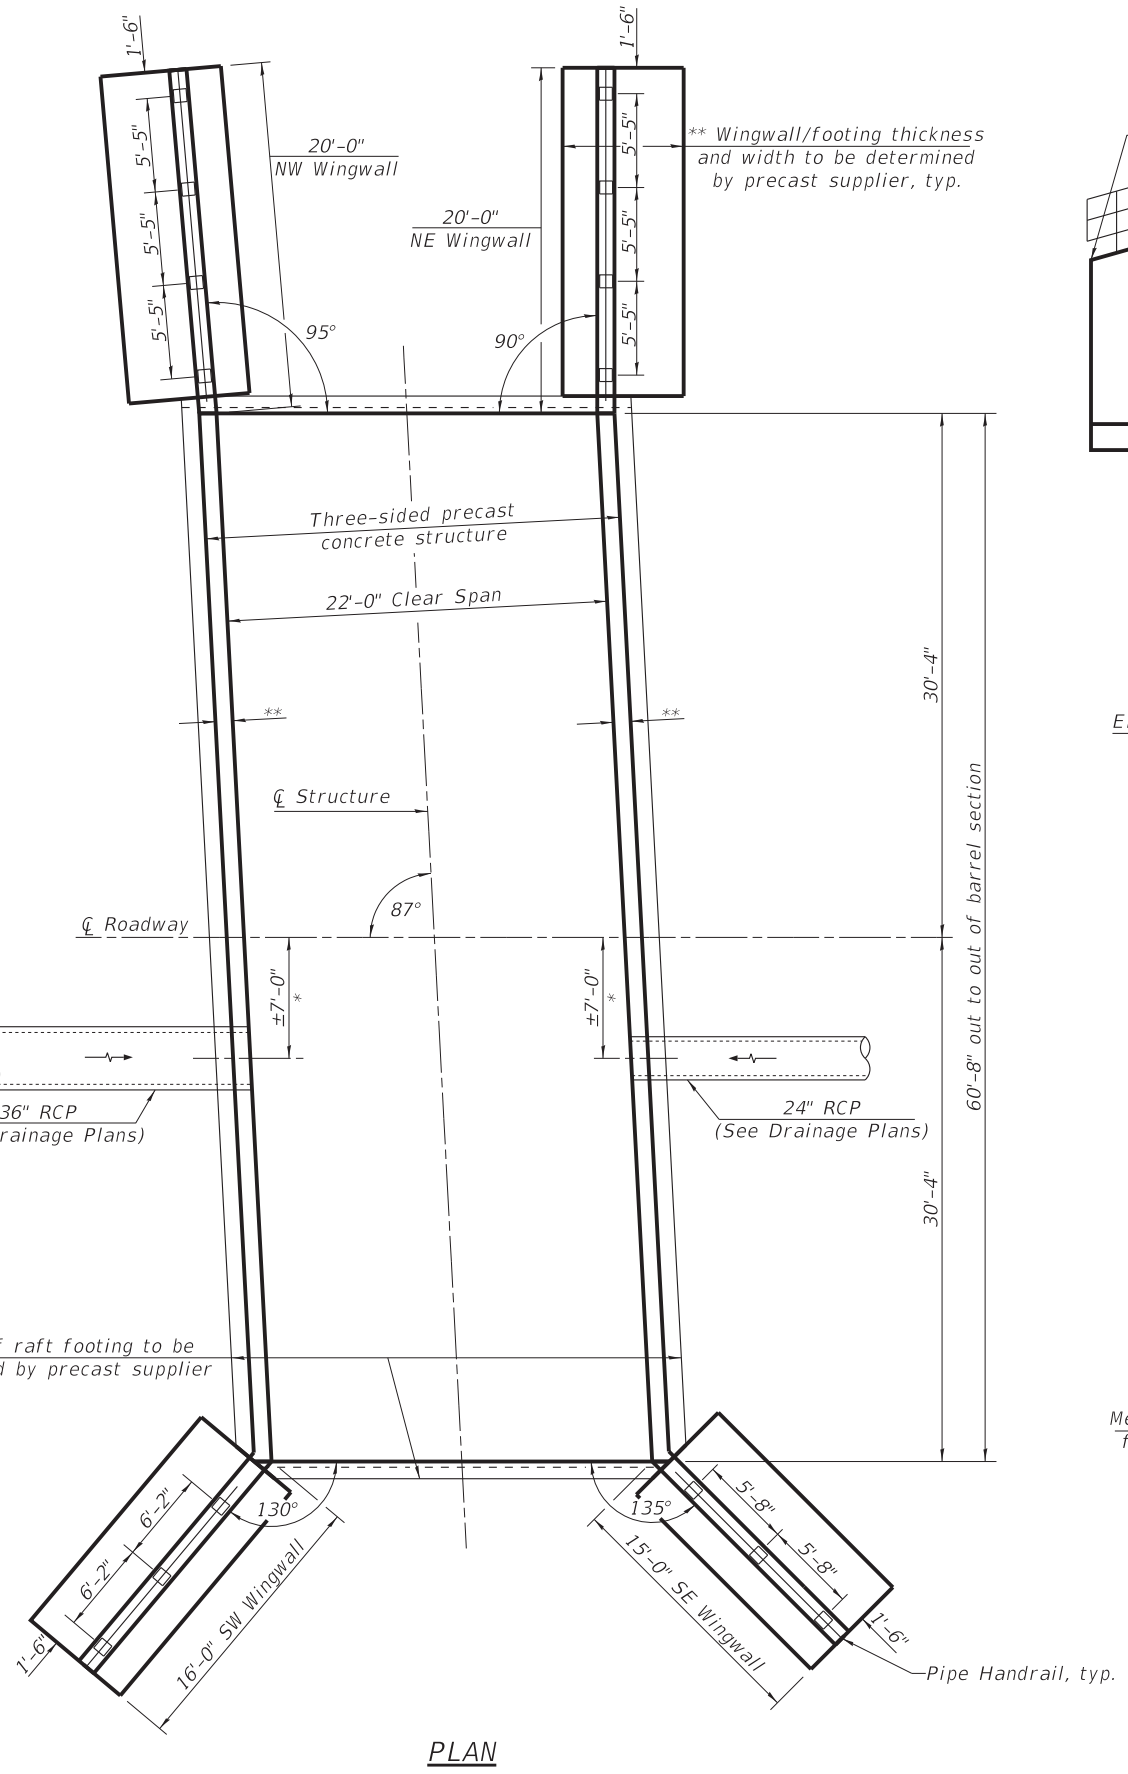 1'-6"
1'-6"
5'-5"
5'-5"
5'-5"
20'-0"
NW Wingwall
5'-5"
5'-5"
5'-5"
** Wingwall/footing thickness
and width to be determined
by precast supplier, typ.
20'-0"
NE Wingwall
95°
90°
Three-sided precast
concrete structure
22'-0" Clear Span
30'-4"
**
**
℄ Structure
60'-8" out to out of barrel section
87°
℄ Roadway
±7'-0"
*
±7'-0"
*
36" RCP
rainage Plans)
24" RCP
(See Drainage Plans)
30'-4"
raft footing to be
by precast supplier
130°
135°
6'-2"
6'-2"
1'-6"
16'-0" SW Wingwall
5'-8"
5'-8"
1'-6"
15'-0" SE Wingwall
Pipe Handrail, typ.
PLAN